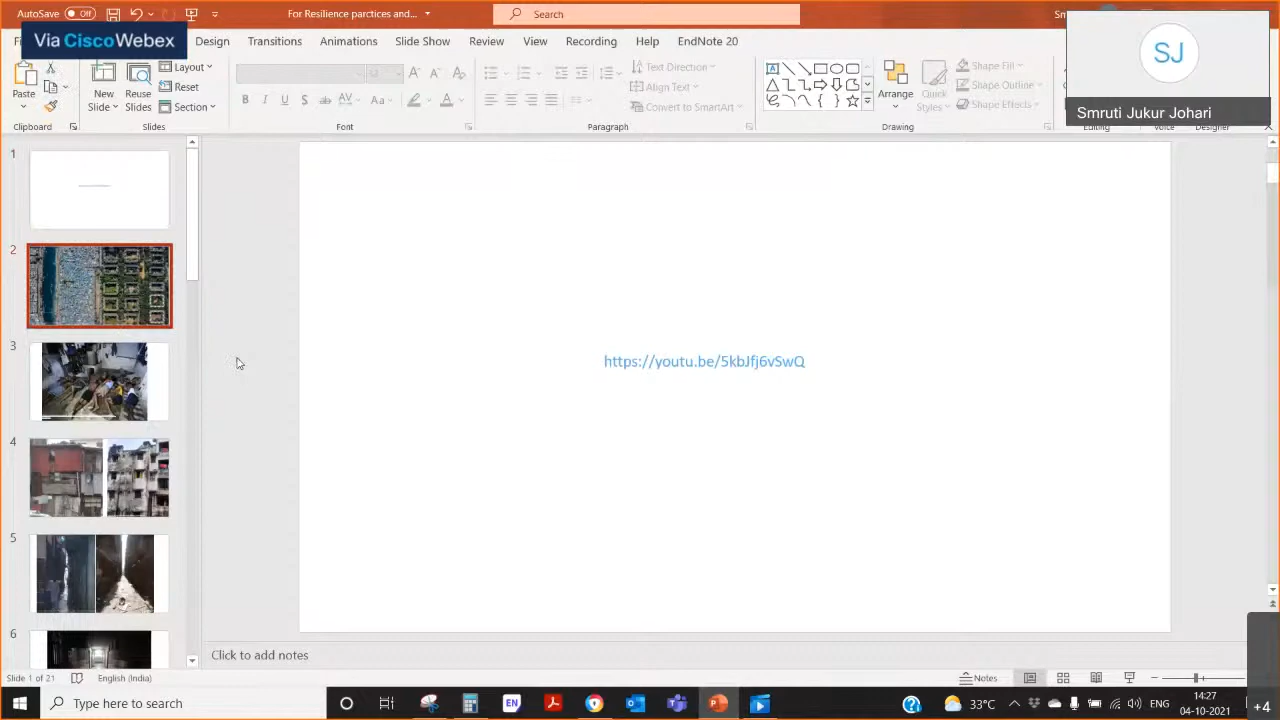 AutoSave Off
For Resilience parctices and...
Search
Sm
Via CiscoWebex
Design
Transitions
Animations
Slide Show
Review
View
Recording
Help
EndNote 20
SJ
Smruti Jukur Johari
Paste
New
Slide
Reuse
Slides
Layout
Reset
Section
Text Direction
Align Text
Convert to SmartArt
Arrange
Quick
Styles
Shape Fill
Shape Outline
Shape Effects
Clipboard
Slides
Font
Paragraph
Drawing
Editing
Voice
Designer
1
2
3
4
5
6
https://youtu.be/5kbJfj6vSwQ
Click to add notes
Slide 1 of 21
English (India)
Notes
Type here to search
33°C
ENG
14:27
04-10-2021
+4